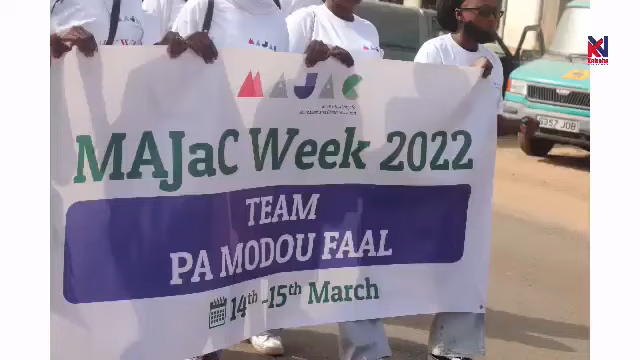 MAJAC
MAJaC Week 2022
TEAM
PA MODOU FAAL
14th -15th March